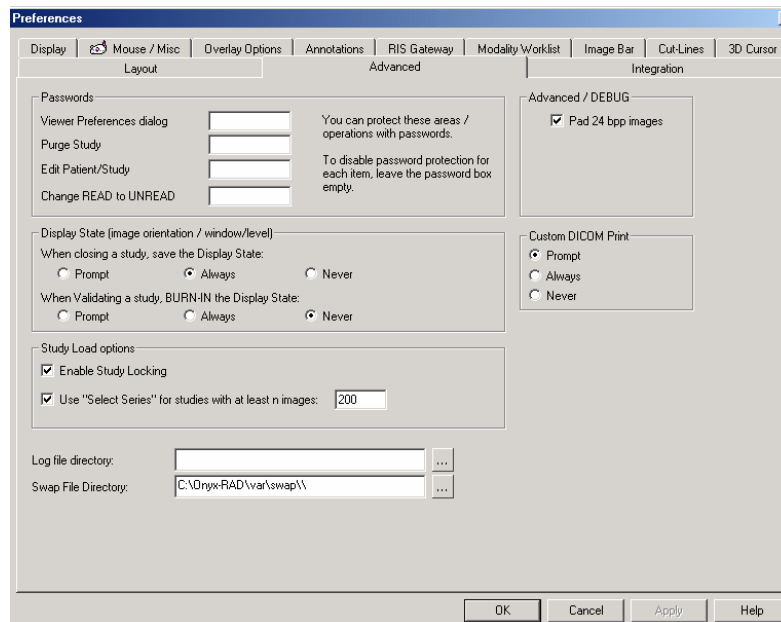 Preferences
Display Mouse / Misc Overlay Options Annotations RIS Gateway Modality Worklist Image Bar Cut-Lines 3D Cursor
Layout Advanced Integration
Passwords
Viewer Preferences dialog
Purge Study
Edit Patient/Study
Change READ to UNREAD
You can protect these areas /
operations with passwords.
To disable password protection for
each item, leave the password box
empty.
Advanced / DEBUG
Pad 24 bpp images
Display State (image orientation / window/level)
When closing a study, save the Display State:
Prompt Always Never
When Validating a study, BURN-IN the Display State:
Prompt Always Never
Custom DICOM Print
Prompt
Always
Never
Study Load options
Enable Study Locking
Use "Select Series" for studies with at least n images: 200
Log file directory: ...
Swap File Directory: C:\Onyx-RAD\var\swap\\ ...
OK Cancel Apply Help